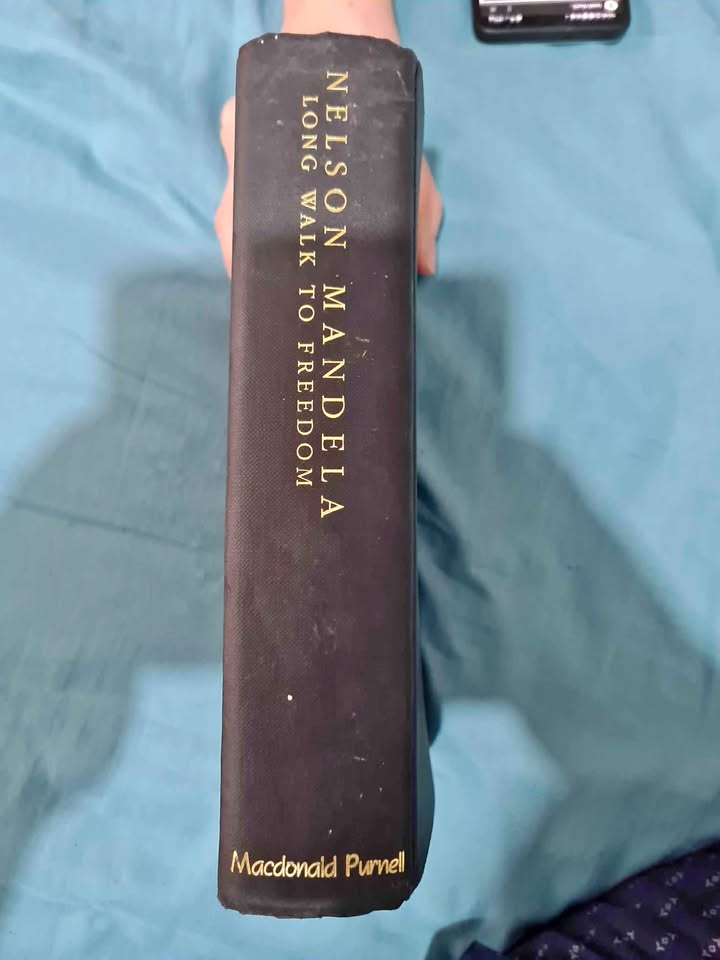 NELSON MANDELA
LONG WALK TO FREEDOM
Macdonald Purnell